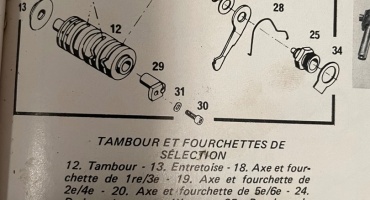 13
12
28
25
34
29
31
30
TAMBOUR ET FOURCHETTES DE
SÉLECTION
12. Tambour - 13. Entretoise - 18. Axe et four-
chette de 1re/3e - 19. Axe et fourchette de
2e/4e - 20. Axe et fourchette de 5e/6e - 24.